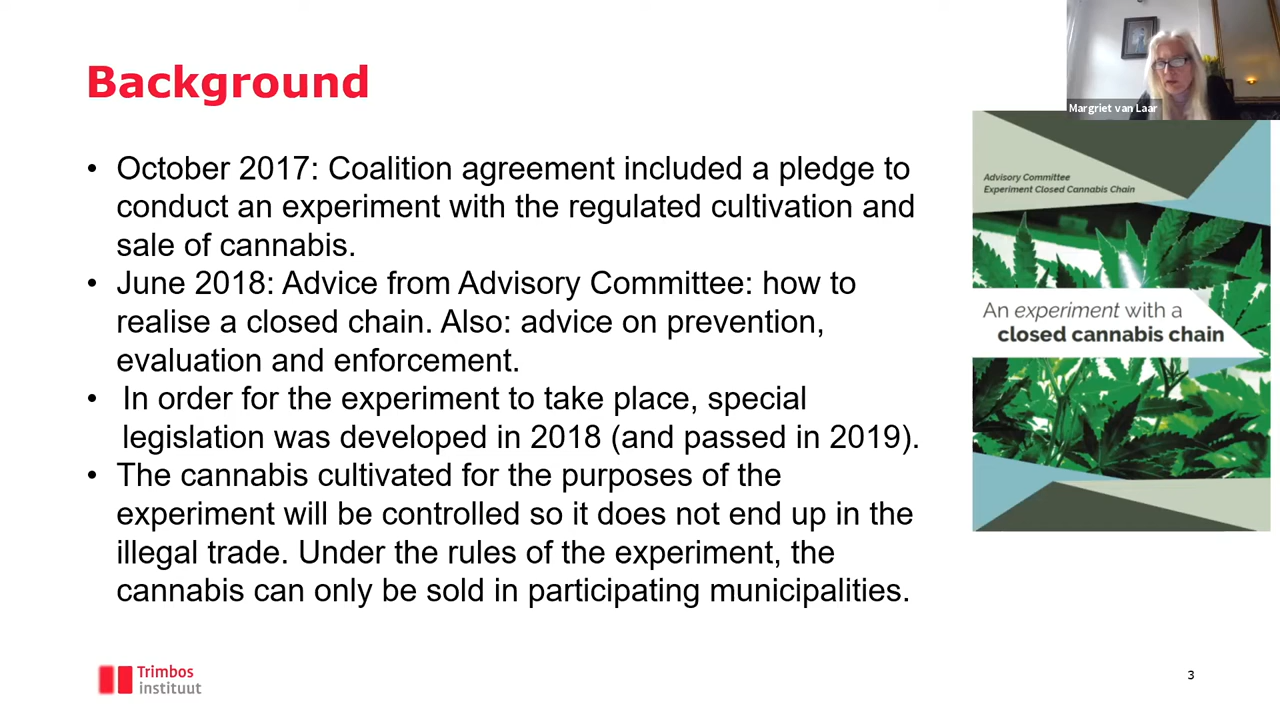 Background
• October 2017: Coalition agreement included a pledge to
conduct an experiment with the regulated cultivation and
sale of cannabis.
• June 2018: Advice from Advisory Committee: how to
realise a closed chain. Also: advice on prevention,
evaluation and enforcement.
• In order for the experiment to take place, special
legislation was developed in 2018 (and passed in 2019).
• The cannabis cultivated for the purposes of the
experiment will be controlled so it does not end up in the
illegal trade. Under the rules of the experiment, the
cannabis can only be sold in participating municipalities.
Margriet van Laar
Advisory Committee
Experiment Closed Cannabis Chain
An experiment with a
closed cannabis chain
Trimbos
instituut
3